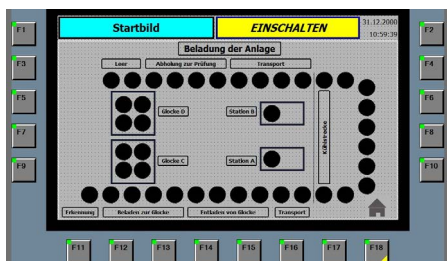 F1
Startbild
EINSCHALTEN
31.12.2000
10:59:39
F2
Beladung der Anlage
F3
Leer
Abholung zur Prüfung
Transport
F4
F5
Glocke D
Station B
Kühlstrecke
F6
F7
F8
F9
Glocke C
Station A
F10
Erkennung
Beladen zur Glocke
Entladen von Glocke
Transport
F11
F12
F13
F14
F15
F16
F17
F18